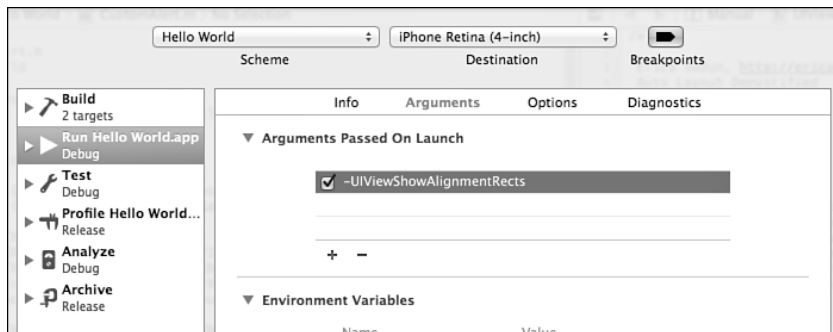 Hello World
iPhone Retina (4-inch)
Scheme
Destination
Breakpoints
Build
2 targets
Run Hello World.app
Debug
Test
Debug
Profile Hello World...
Release
Analyze
Debug
Archive
Release
Info
Arguments
Options
Diagnostics
Arguments Passed On Launch
-UIViewShowAlignmentRects
+ −
Environment Variables
Name
Value